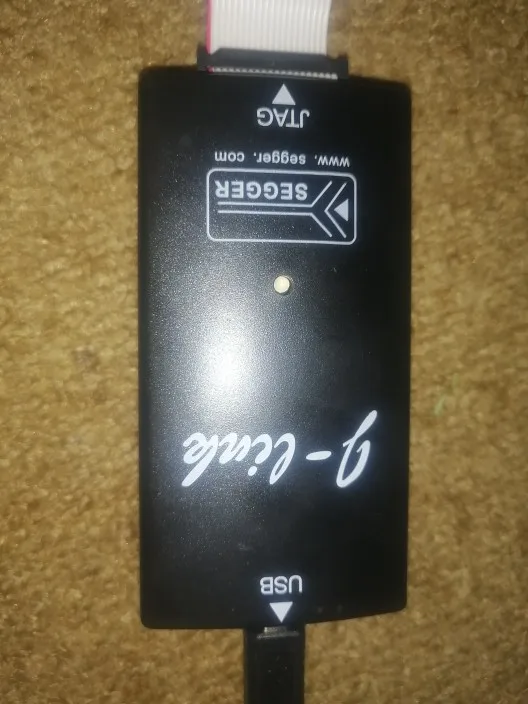 USB
J-link
SEGGER
www. segger. com
JTAG